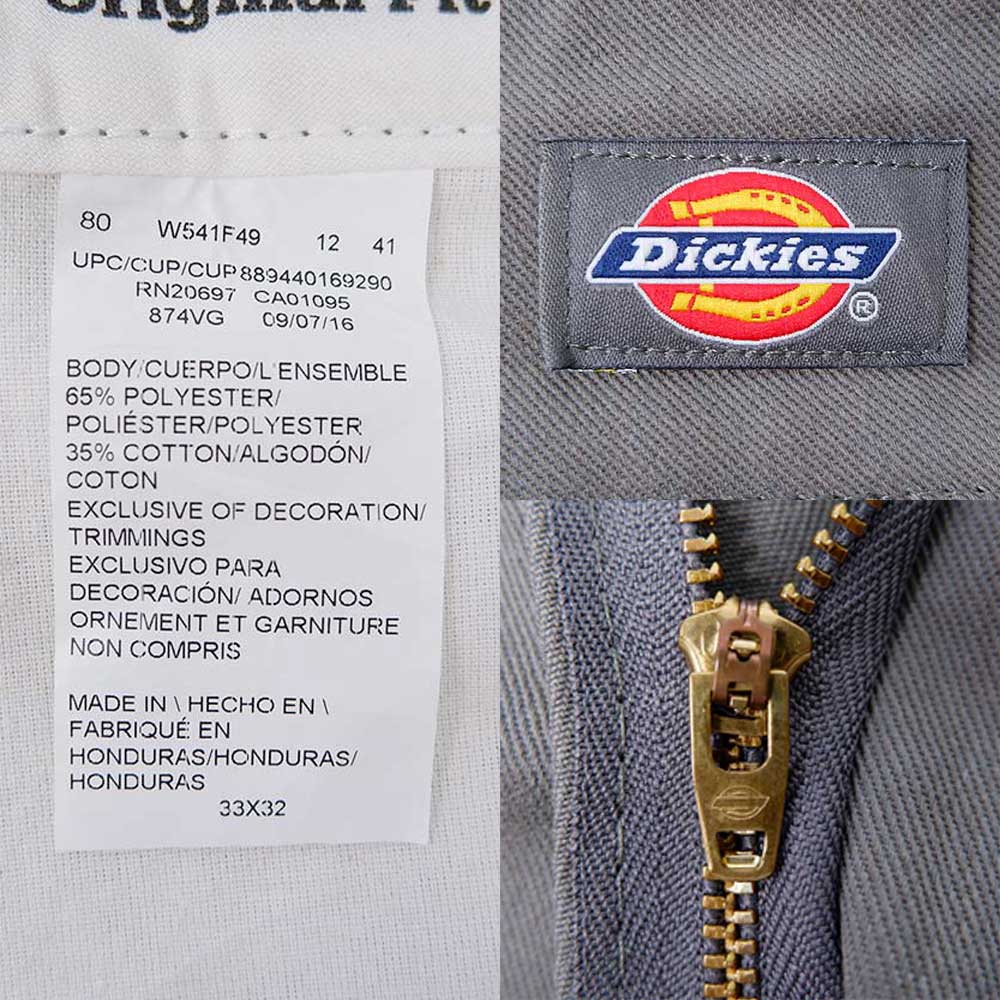 Original Fit
80 W541F49 12 41
UPC/CUP/CUP 889440169290
RN20697 CA01095
874VG 09/07/16
BODY/CUERPO/L'ENSEMBLE
65% POLYESTER/
POLIÉSTER/POLYESTER
35% COTTON/ALGODÓN/
COTON
EXCLUSIVE OF DECORATION/
TRIMMINGS
EXCLUSIVO PARA
DECORACIÓN/ ADORNOS
ORNEMENT ET GARNITURE
NON COMPRIS
MADE IN \ HECHO EN \
FABRIQUÉ EN
HONDURAS/HONDURAS/
HONDURAS
33X32
Dickies
®